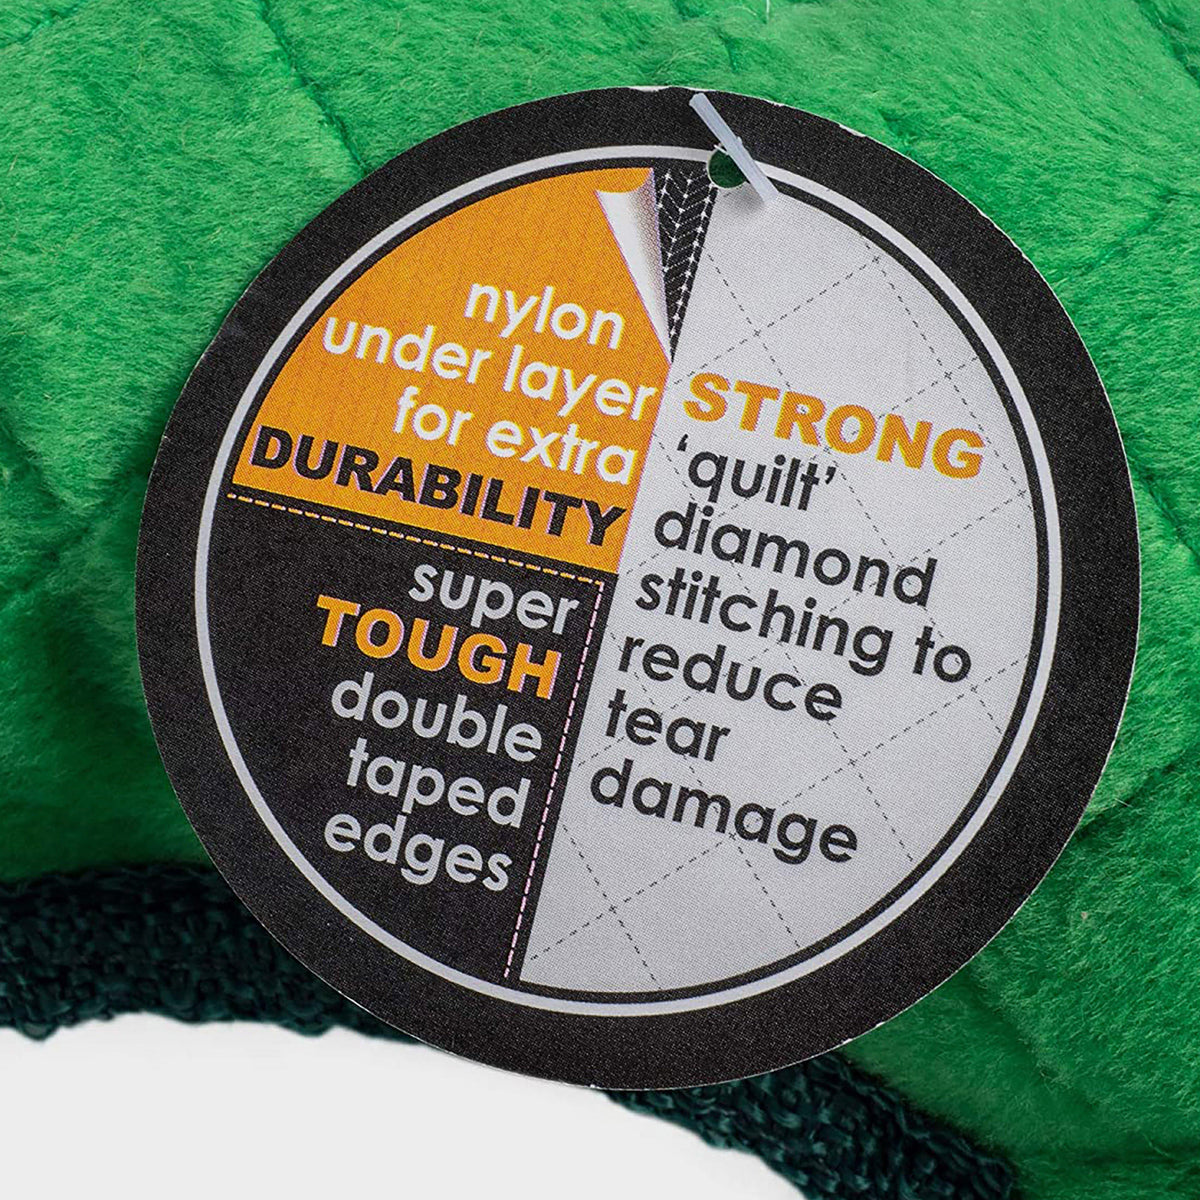 nylon
under layer
for extra
DURABILITY
super
TOUGH
double
taped
edges
STRONG
‘quilt’
diamond
stitching to
reduce
tear
damage